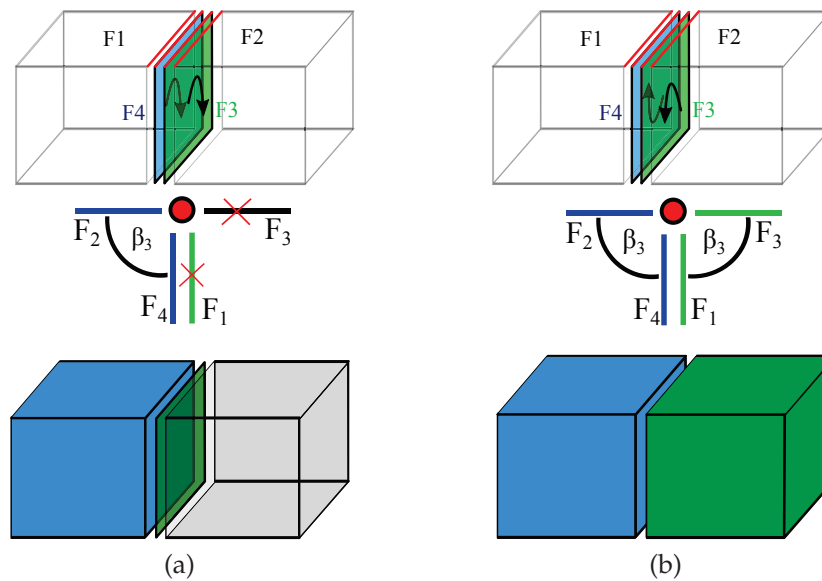 F1 F2
F4 F3
F₂ β₃ F₃
F₄ F₁
(a)
F1 F2
F4 F3
F₂ β₃ β₃ F₃
F₄ F₁
(b)